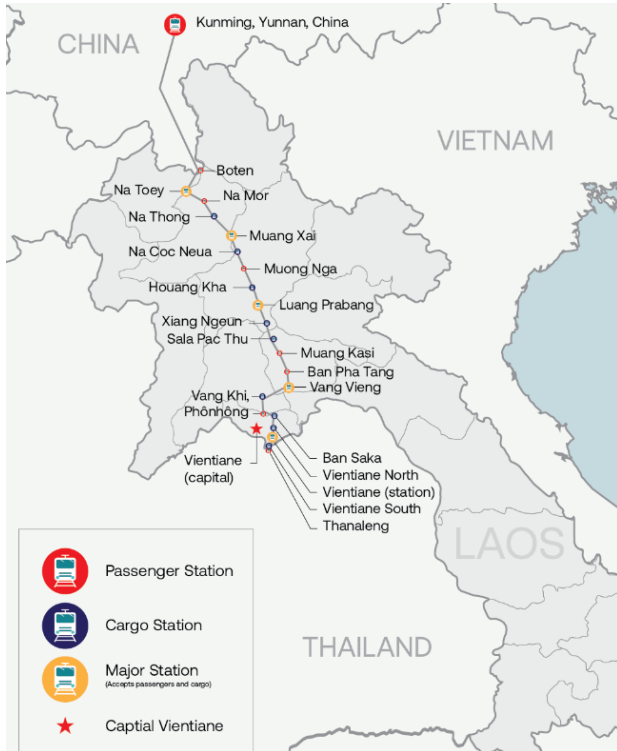 Kunming, Yunnan, China
CHINA
VIETNAM
Boten
Na Toey
Na Mor
Na Thong
Muang Xai
Na Coc Neua
Muong Nga
Houang Kha
Luang Prabang
Xiang Ngeun
Sala Pac Thu
Muang Kasi
Ban Pha Tang
Vang Vieng
Vang Khi,
Phônhông
Ban Saka
Vientiane
(capital)
Vientiane North
Vientiane (station)
Vientiane South
Thanaleng
LAOS
THAILAND
Passenger Station
Cargo Station
Major Station
(Accepts passengers and cargo)
Captial Vientiane